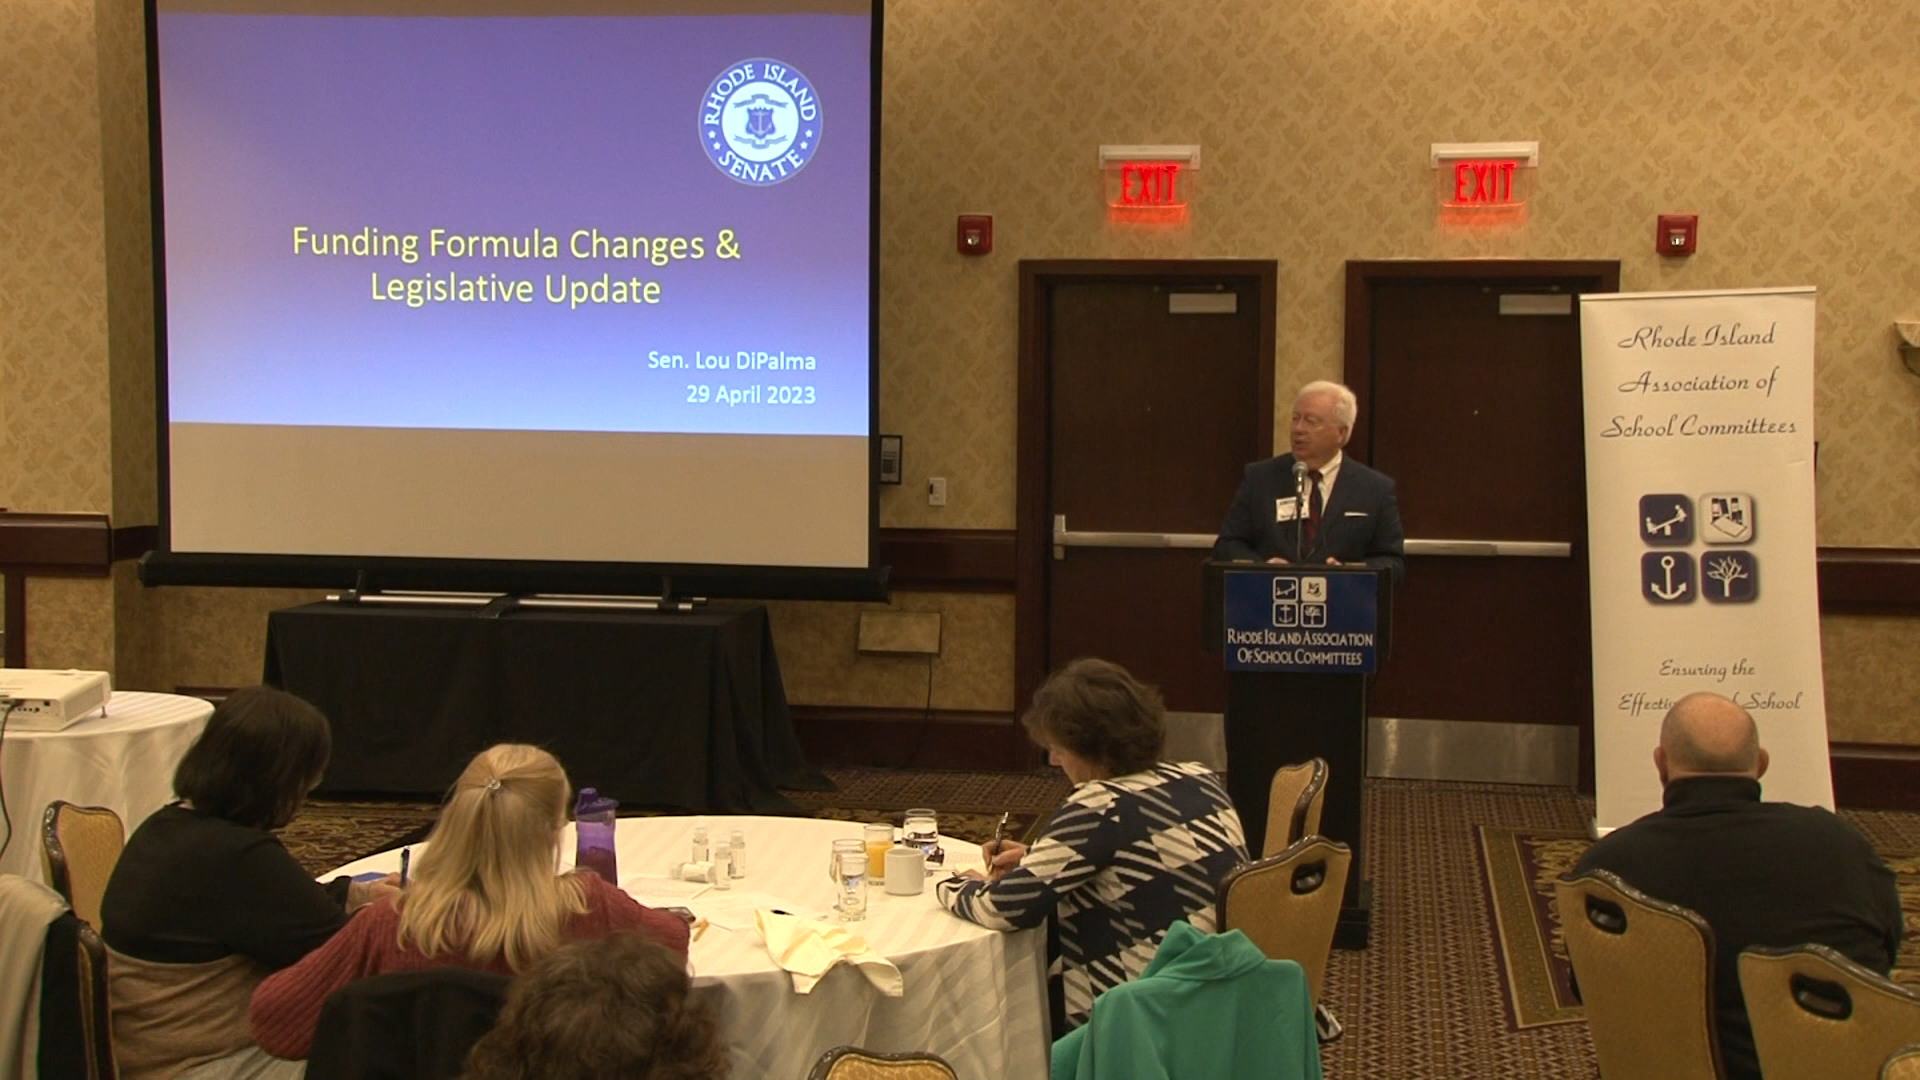 RHODE ISLAND
SENATE
Funding Formula Changes &
Legislative Update
Sen. Lou DiPalma
29 April 2023
EXIT
EXIT
Rhode Island
Association of
School Committees
Ensuring the
School
RHODE ISLAND ASSOCIATION
OF SCHOOL COMMITTEES